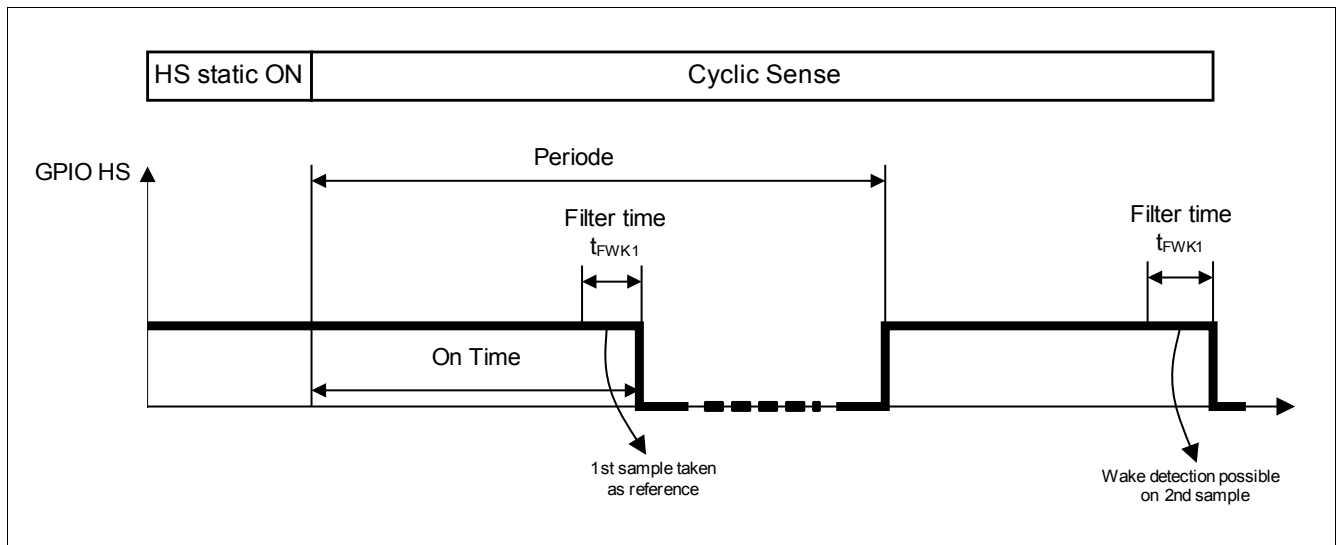 HS static ON
Cyclic Sense
GPIO HS
Periode
Filter time
tFWK1
Filter time
tFWK1
On Time
1st sample taken
as reference
Wake detection possible
on 2nd sample